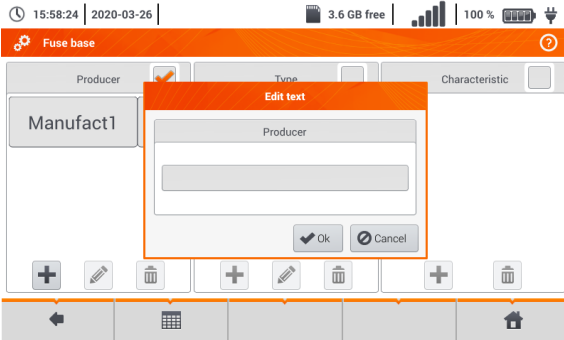 15:58:24 2020-03-26 3.6 GB free 100 %
Fuse base ?
Producer Type Characteristic
Edit text
Manufact1
Producer
Ok Cancel